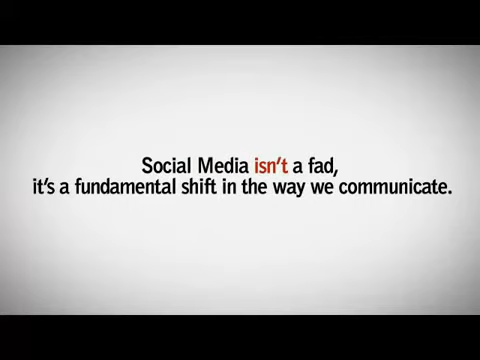 Social Media isn't a fad,
it's a fundamental shift in the way we communicate.